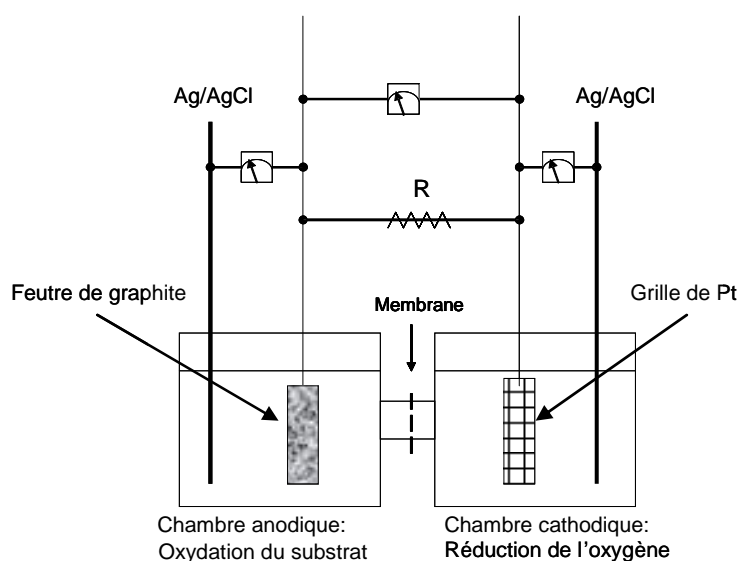 Ag/AgCl
Ag/AgCl
R
Feutre de graphite
Membrane
Grille de Pt
Chambre anodique:
Oxydation du substrat
Chambre cathodique:
Réduction de l'oxygène